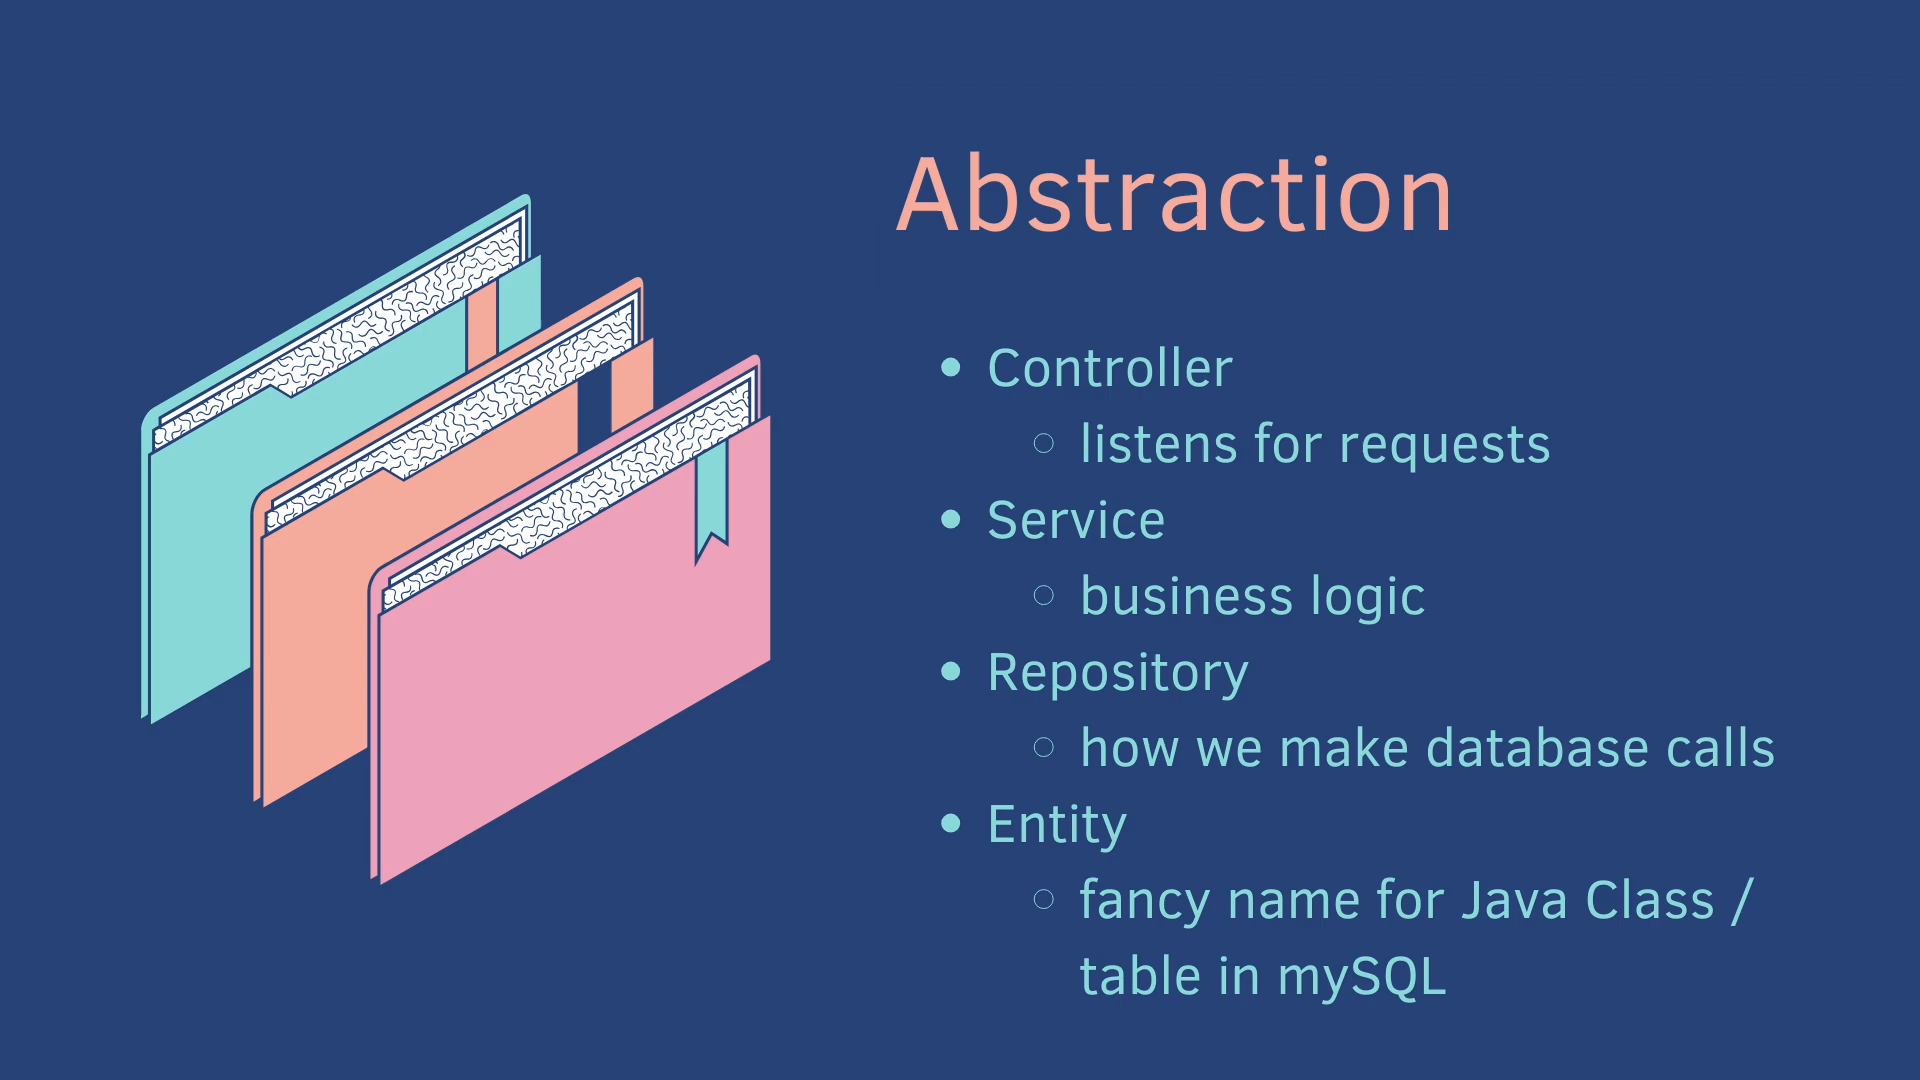 Abstraction
Controller
listens for requests
Service
business logic
Repository
how we make database calls
Entity
fancy name for Java Class /
table in mySQL